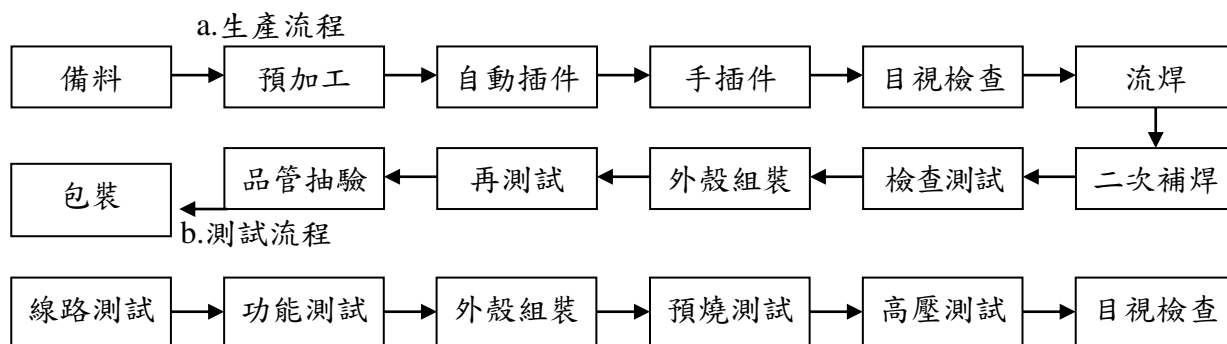 a.生產流程
備料 預加工 自動插件 手插件 目視檢查 流焊
包裝 品管抽驗 再測試 外殼組裝 檢查測試 二次補焊
b.測試流程
線路測試 功能測試 外殼組裝 預燒測試 高壓測試 目視檢查